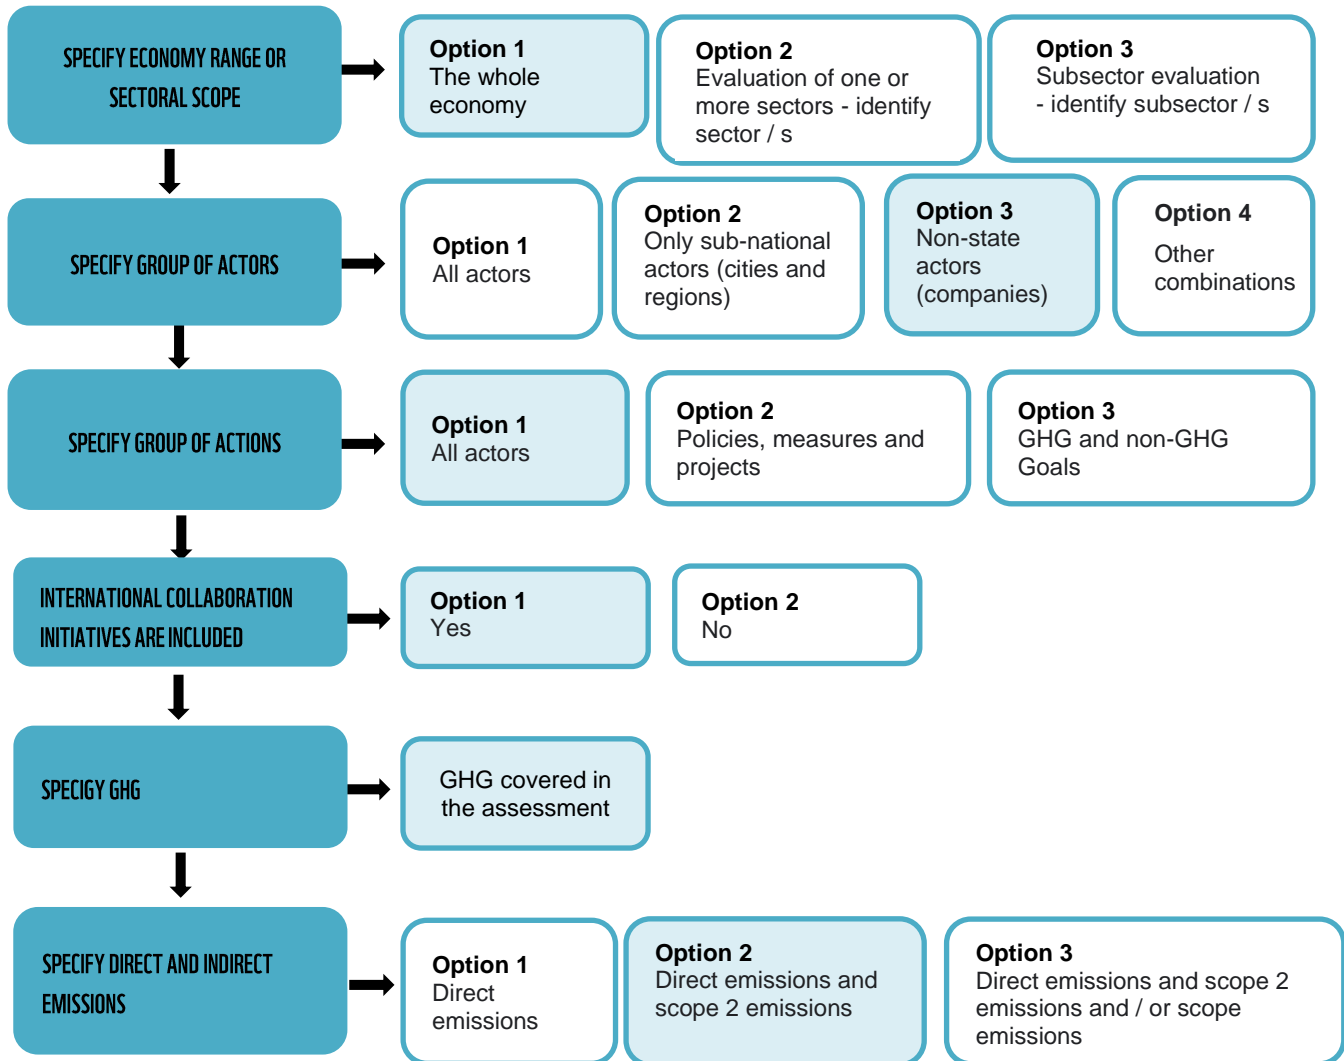 SPECIFY ECONOMY RANGE OR
SECTORAL SCOPE
Option 1
The whole
economy
Option 2
Evaluation of one or
more sectors - identify
sector / s
Option 3
Subsector evaluation
- identify subsector / s
SPECIFY GROUP OF ACTORS
Option 1
All actors
Option 2
Only sub-national
actors (cities and
regions)
Option 3
Non-state
actors
(companies)
Option 4
Other
combinations
SPECIFY GROUP OF ACTIONS
Option 1
All actors
Option 2
Policies, measures and
projects
Option 3
GHG and non-GHG
Goals
INTERNATIONAL COLLABORATION
INITIATIVES ARE INCLUDED
Option 1
Yes
Option 2
No
SPECIGY GHG
GHG covered in
the assessment
SPECIFY DIRECT AND INDIRECT
EMISSIONS
Option 1
Direct
emissions
Option 2
Direct emissions and
scope 2 emissions
Option 3
Direct emissions and scope 2
emissions and / or scope
emissions